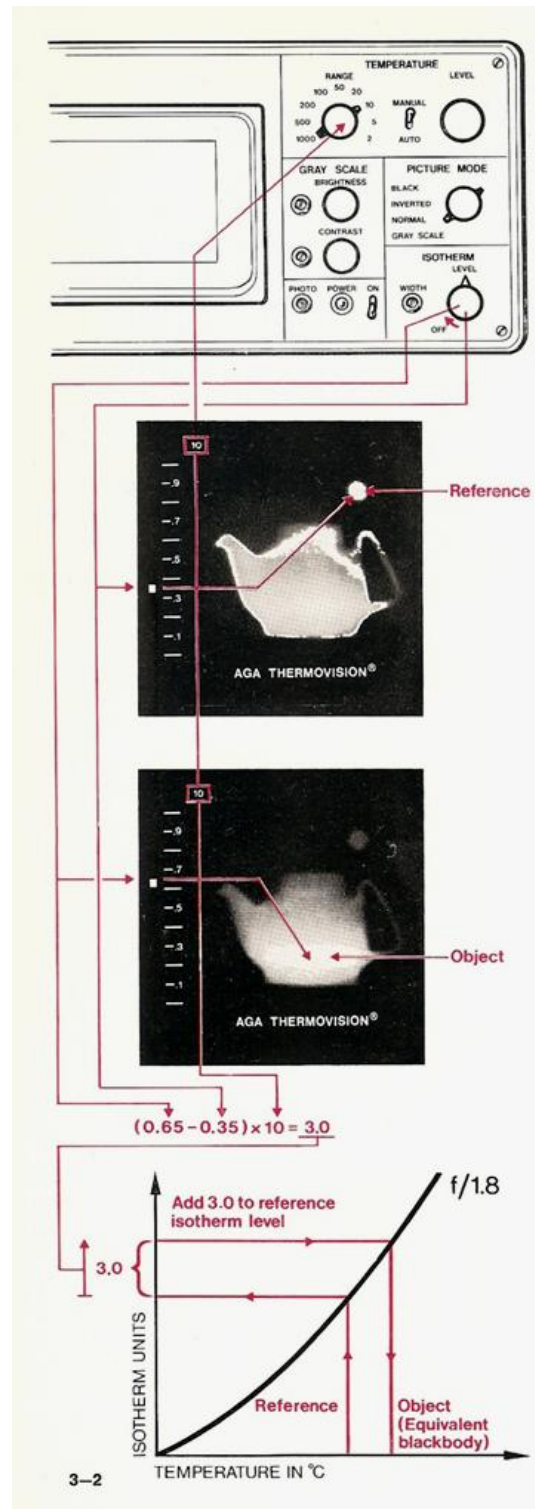 TEMPERATURE
RANGE
LEVEL
1000 500 200 100 50 20 10 5 2
MANUAL
AUTO
GRAY SCALE
BRIGHTNESS
CONTRAST
PICTURE MODE
BLACK
INVERTED
NORMAL
GRAY SCALE
ISOTHERM
LEVEL
PHOTO POWER ON
WIDTH
OFF
10
.9
.7
.5
.3
.1
Reference
AGA THERMOVISION®
10
.9
.7
.5
.3
.1
Object
AGA THERMOVISION®
(0.65-0.35)×10=3.0
f/1.8
Add 3.0 to reference
isotherm level
3.0
ISOTHERM UNITS
Reference
Object
(Equivalent
blackbody)
TEMPERATURE IN °C
3—2